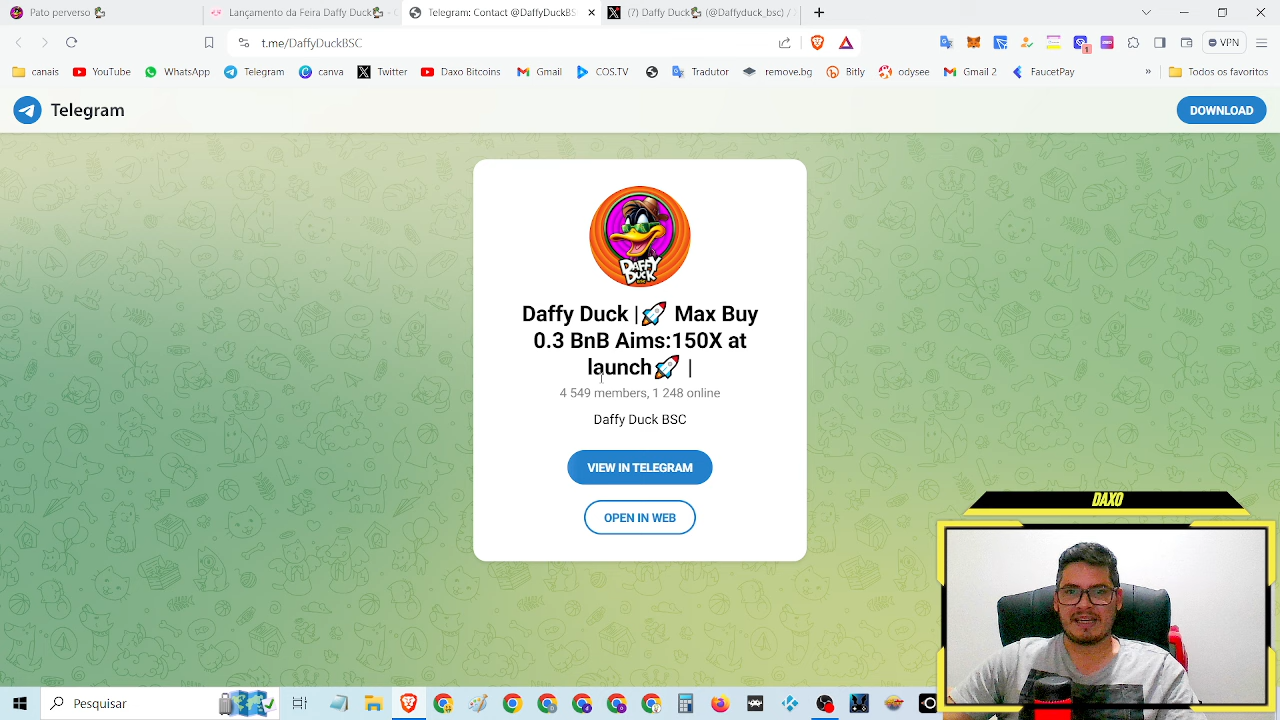 Pato perverso
Lançamento da Feira Daffy Duck
Telegram: Contact @DaffyDuckBS
(7) Daffy Duck (@Daffyduck_bsc) /
t.me/DaffyDuckBSC
VPN
canais
YouTube
WhatsApp
Telegram
canva
Twitter
Daxo BItcoins
Gmail
COS.TV
Tradutor
remove.bg
Bitly
odysee
Gmail 2
FaucetPay
»
Todos os favoritos
Telegram
DOWNLOAD
DAFFY
DUCK
Daffy Duck |🚀 Max Buy
0.3 BnB Aims:150X at
launch🚀 |
4 549 members, 1 248 online
Daffy Duck BSC
VIEW IN TELEGRAM
OPEN IN WEB
DAXO
Pesquisar